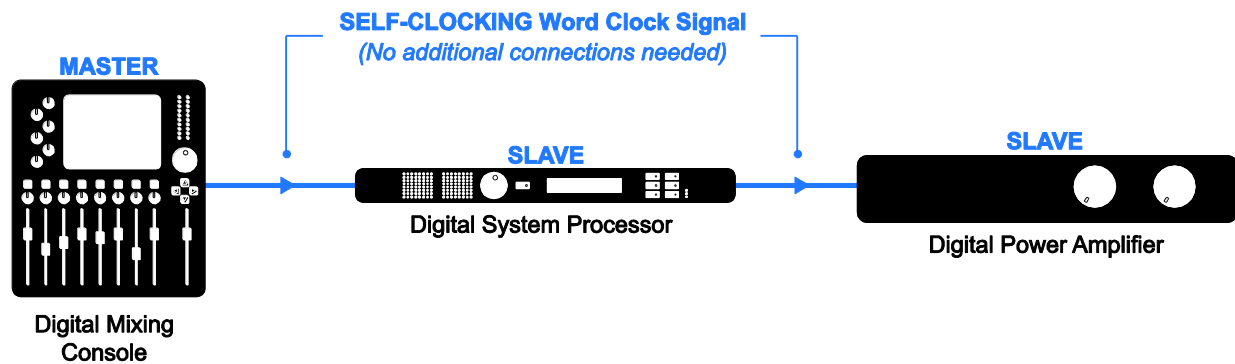 SELF-CLOCKING Word Clock Signal
(No additional connections needed)
MASTER
SLAVE
SLAVE
Digital System Processor
Digital Power Amplifier
Digital Mixing
Console